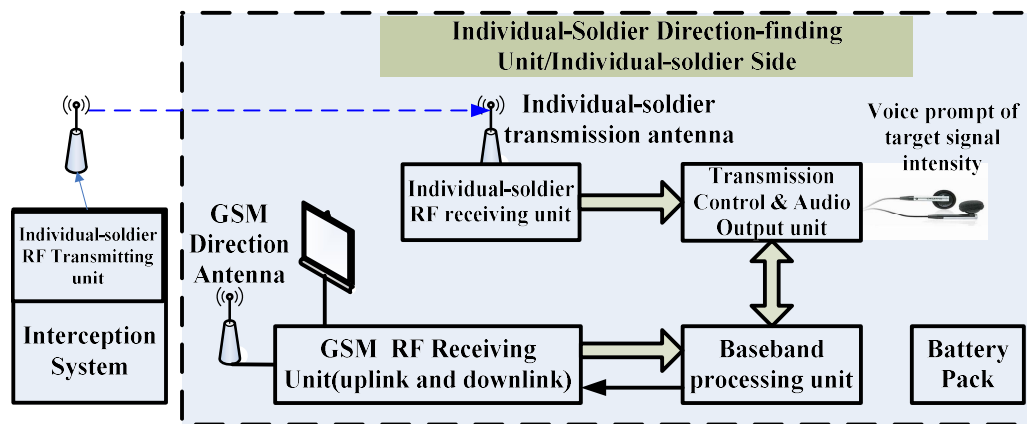 Individual-Soldier Direction-finding
Unit/Individual-soldier Side
Individual-soldier
transmission antenna
Voice prompt of
target signal
intensity
Individual-soldier
RF receiving unit
Transmission
Control & Audio
Output unit
GSM
Direction
Antenna
Individual-soldier
RF Transmitting
unit
Interception
System
GSM RF Receiving
Unit(uplink and downlink)
Baseband
processing unit
Battery
Pack